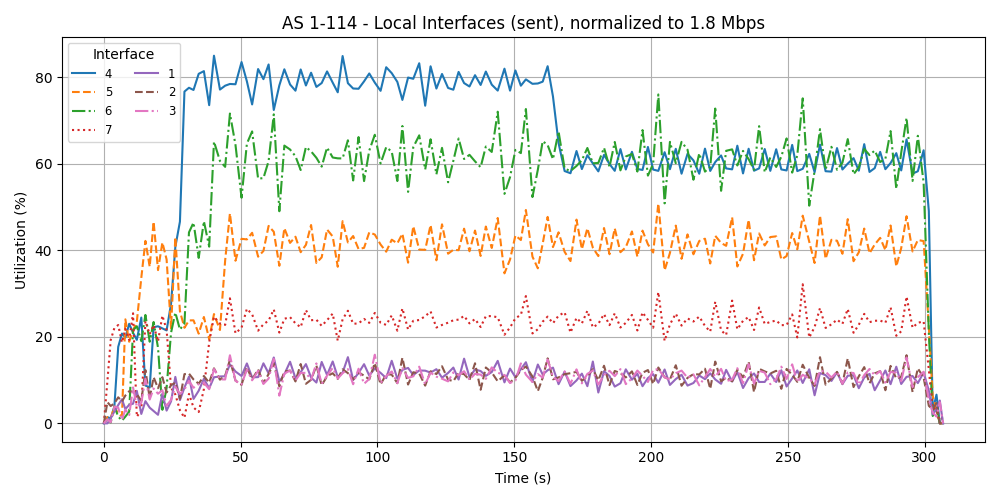 AS 1-114 - Local Interfaces (sent), normalized to 1.8 Mbps
Interface
4 1
5 2
6 3
7
Utilization (%)
80
60
40
20
0
0 50 100 150 200 250 300
Time (s)